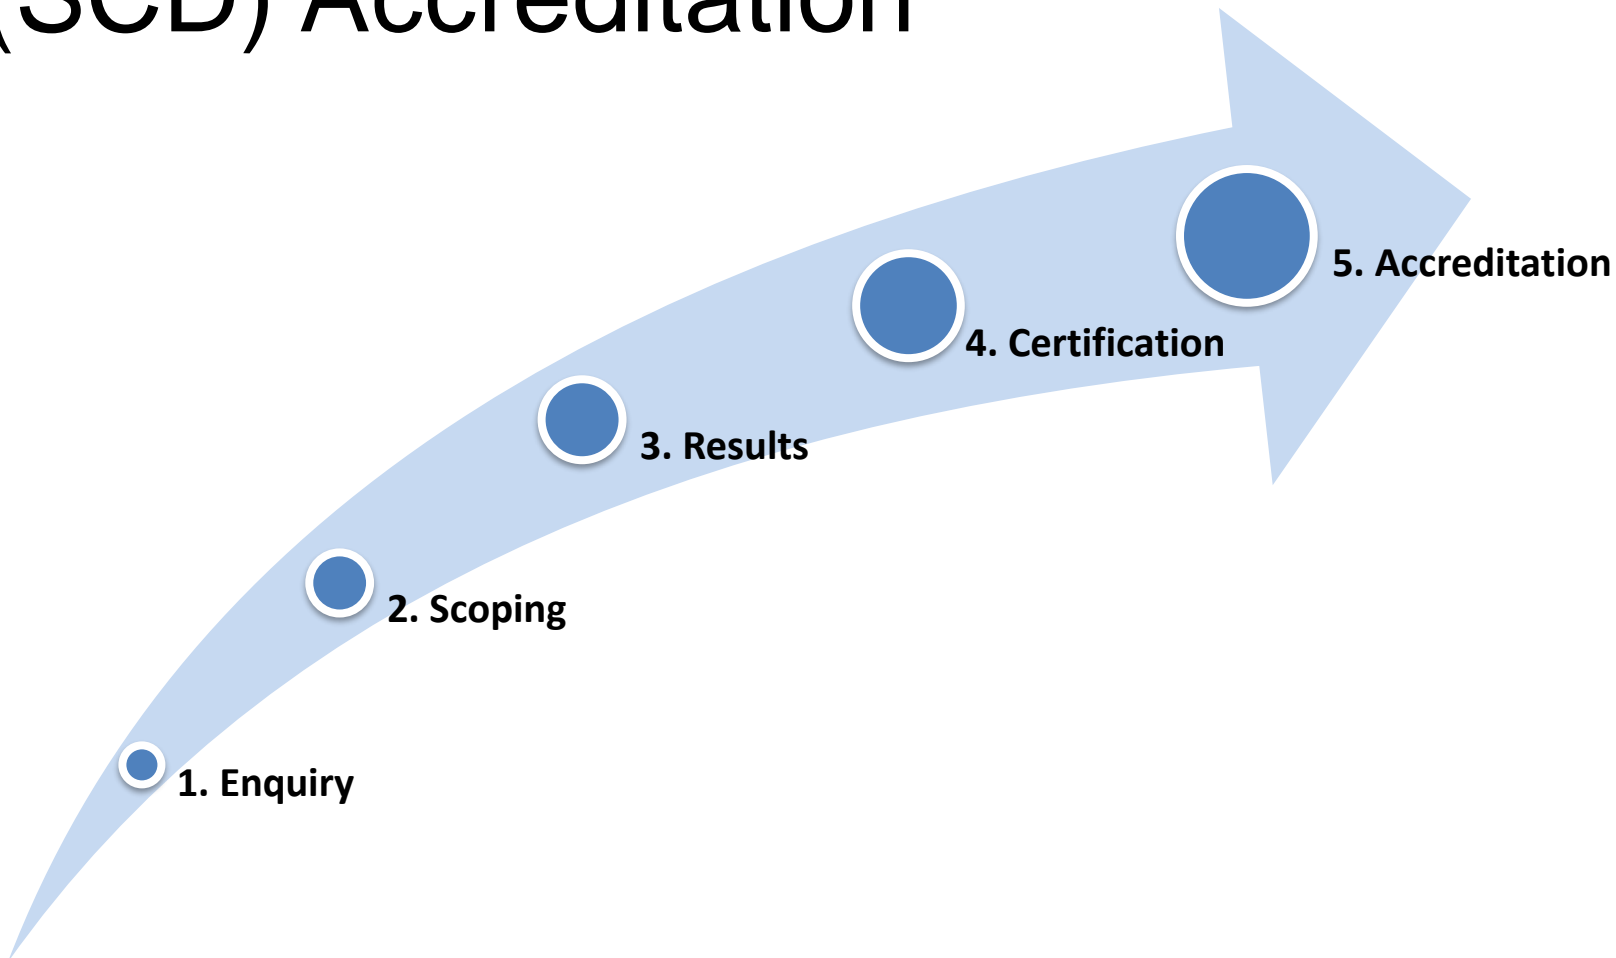 (SCD) Accreditation
5. Accreditation
4. Certification
3. Results
2. Scoping
1. Enquiry